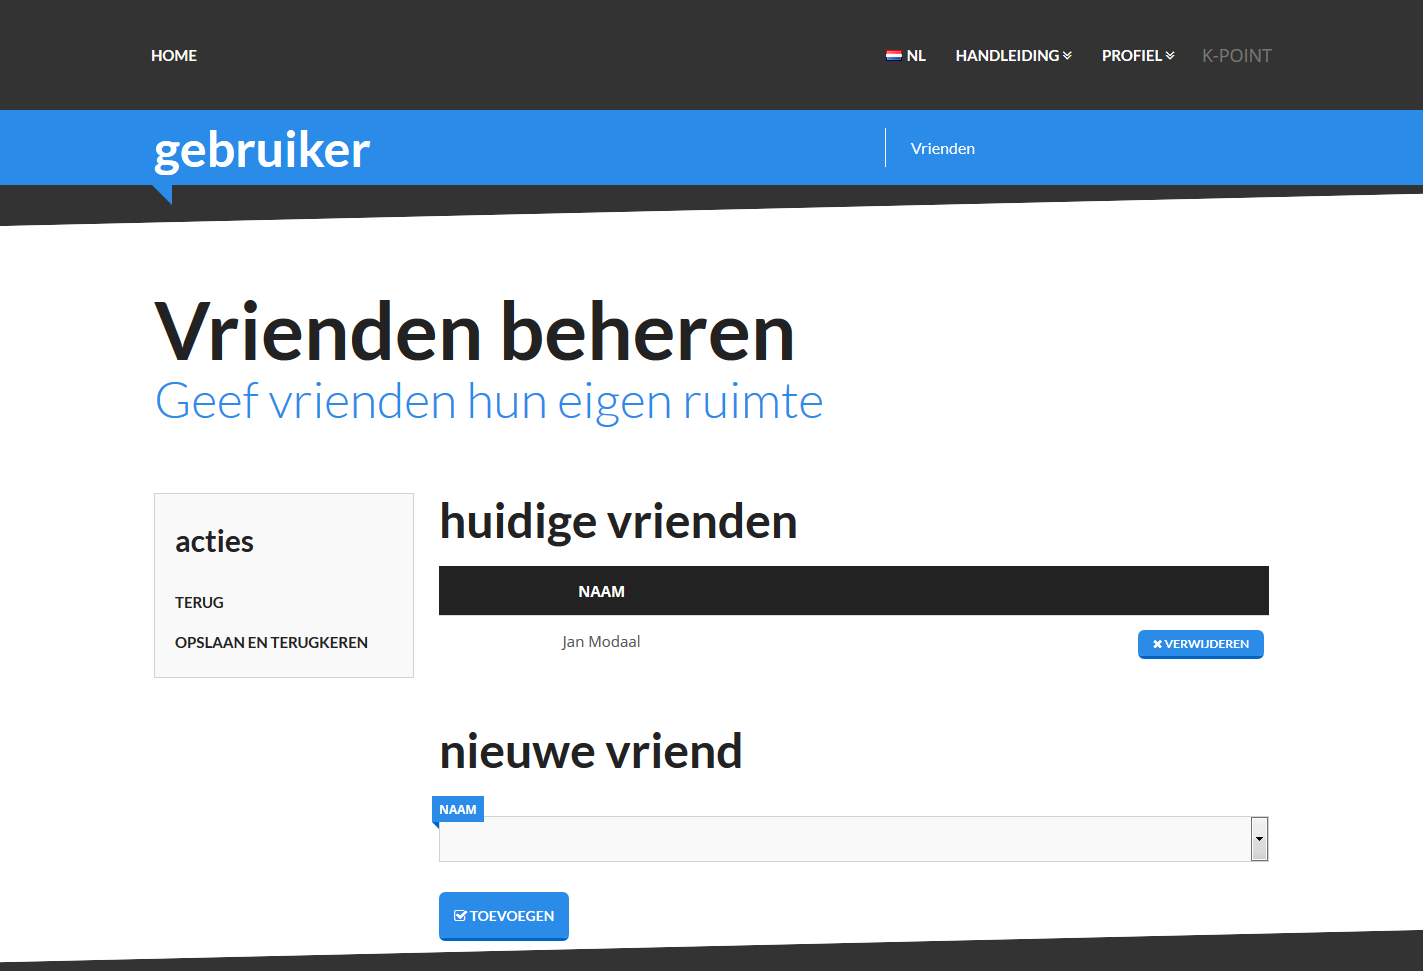 HOME
NL HANDLEIDING PROFIEL K-POINT
gebruiker
Vrienden
Vrienden beheren
Geef vrienden hun eigen ruimte
acties
TERUG
OPSLAAN EN TERUGKEREN
huidige vrienden
NAAM
Jan Modaal
VERWIJDEREN
nieuwe vriend
NAAM
TOEVOEGEN